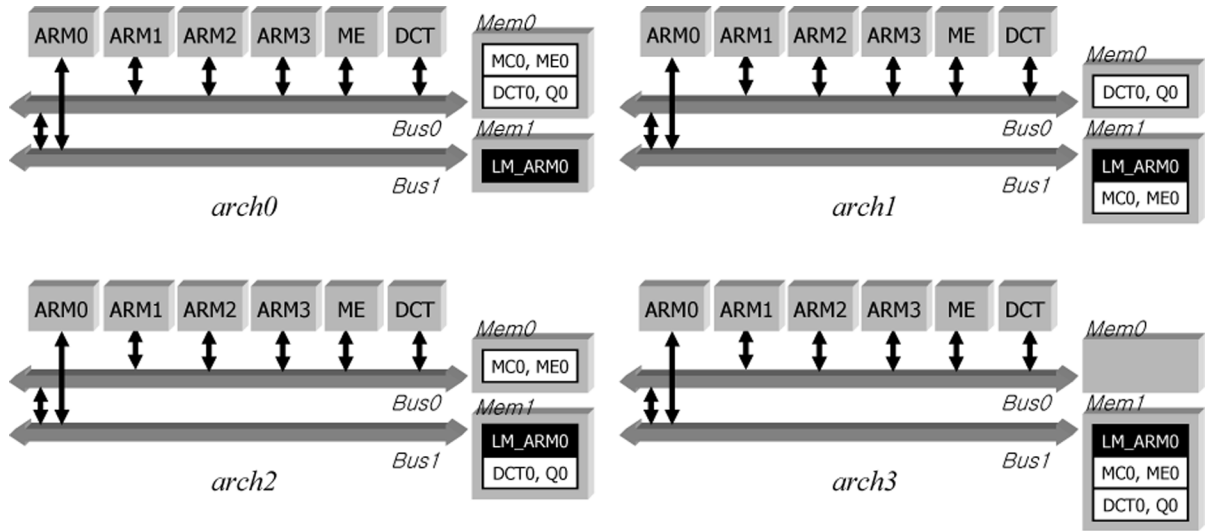 ARM0 ARM1 ARM2 ARM3 ME DCT
Mem0
MC0, ME0
DCT0, Q0
Bus0
Mem1
LM_ARM0
Bus1
arch0
ARM0 ARM1 ARM2 ARM3 ME DCT
Mem0
DCT0, Q0
Bus0
Mem1
LM_ARM0
MC0, ME0
Bus1
arch1
ARM0 ARM1 ARM2 ARM3 ME DCT
Mem0
MC0, ME0
Bus0
Mem1
LM_ARM0
DCT0, Q0
Bus1
arch2
ARM0 ARM1 ARM2 ARM3 ME DCT
Mem0
Bus0
Mem1
LM_ARM0
MC0, ME0
DCT0, Q0
Bus1
arch3